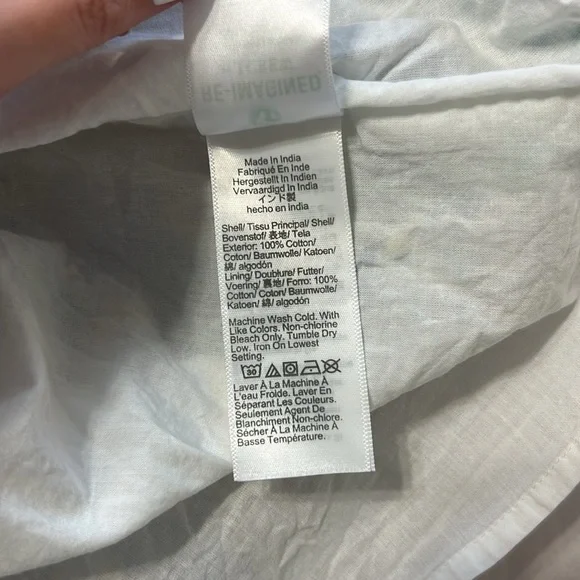 RE-IMAGINED
Made In India
Fabriqué En Inde
Hergestellt In Indien
Vervaardigd In India
インド製
hecho en india
Shell/ Tissu Principal/ Shell/
Bovenstof/ 表地/ Tela
Exterior: 100% Cotton/
Coton/ Baumwolle/ Katoen/
綿/ algodón
Lining/ Doublure/ Futter/
Voering/ 裏地/ Forro: 100%
Cotton/ Coton/ Baumwolle/
Katoen/ 綿/ algodón
Machine Wash Cold. With
Like Colors. Non-chlorine
Bleach Only. Tumble Dry
Low. Iron On Lowest
Setting.
30
Laver À La Machine À
L'eau Froide. Laver En
Séparant Les Couleurs.
Seulement Agent De
Blanchiment Non-chlore.
Sécher À La Machine À
Basse Température.